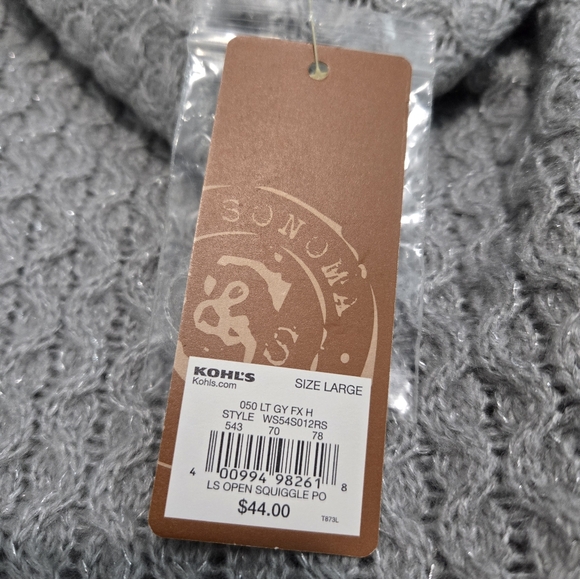 SONOMA
S
KOHL'S
Kohls.com
SIZE LARGE
050 LT GY FX H
STYLE WS54S012RS
543 70 78
4 00994 98261 8
LS OPEN SQUIGGLE PO
$44.00
T873L